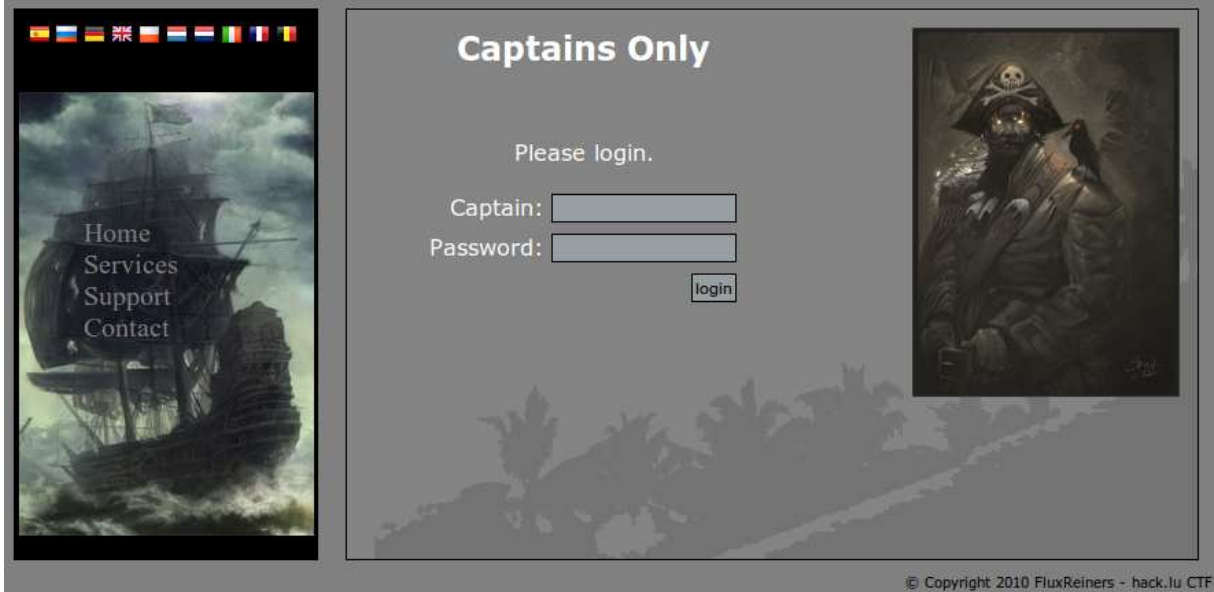 Home
Services
Support
Contact
Captains Only
Please login.
Captain:
Password:
login
© Copyright 2010 FluxReiners - hack.lu CTF